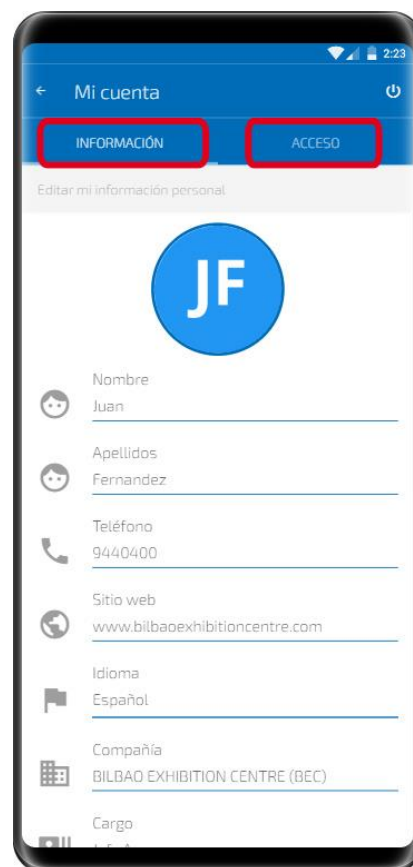 2:23
Mi cuenta
INFORMACIÓN ACCESO
Editar mi información personal
JF
Nombre
Juan
Apellidos
Fernandez
Teléfono
9440400
Sitio web
www.bilbaoexhibitioncentre.com
Idioma
Español
Compañía
BILBAO EXHIBITION CENTRE (BEC)
Cargo